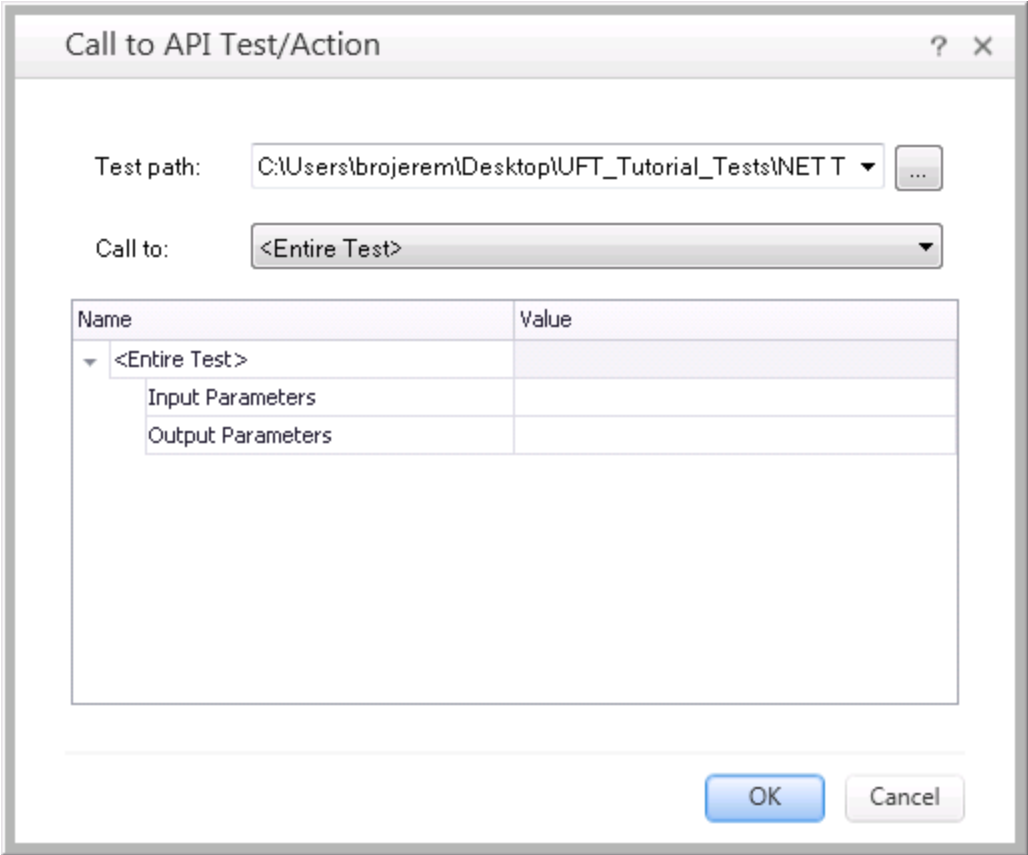 Call to API Test/Action
?
Test path:
C:\Users\brojerem\Desktop\UFT_Tutorial_Tests\NET T
...
Call to:
<Entire Test>
Name Value
<Entire Test>
Input Parameters
Output Parameters
OK Cancel